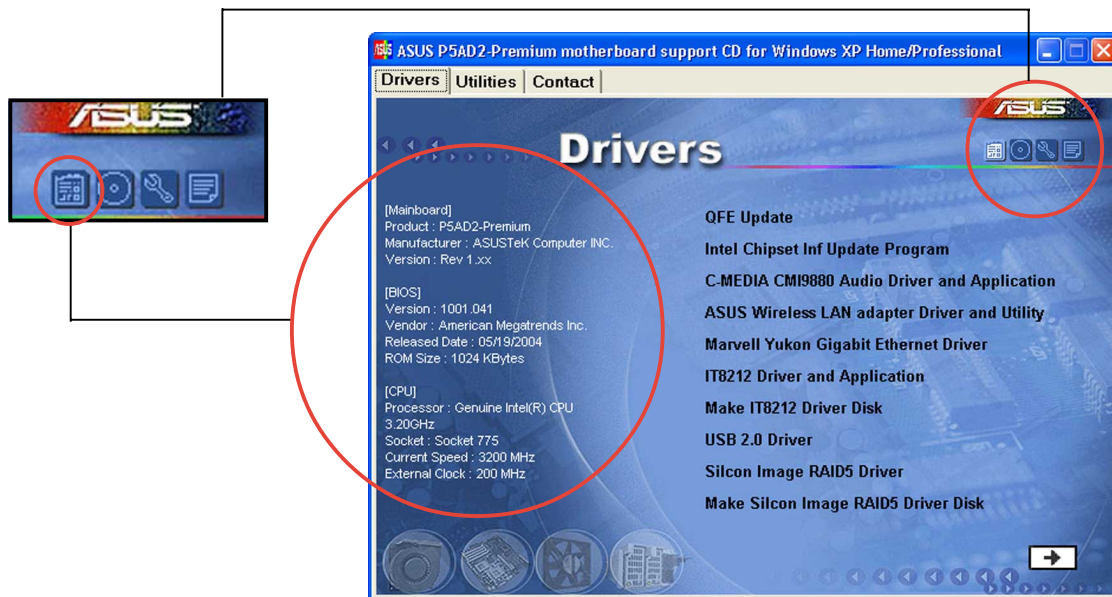 ASUS P5AD2-Premium motherboard support CD for Windows XP Home/Professional
Drivers Utilities Contact
/SUS
/SUS
Drivers
[Mainboard]
Product : P5AD2-Premium
Manufacturer : ASUSTeK Computer INC.
Version : Rev 1.xx
[BIOS]
Version : 1001.041
Vendor : American Megatrends Inc.
Released Date : 05/19/2004
ROM Size : 1024 KBytes
[CPU]
Processor : Genuine Intel(R) CPU
3.20GHz
Socket : Socket 775
Current Speed : 3200 MHz
External Clock : 200 MHz
QFE Update
Intel Chipset Inf Update Program
C-MEDIA CMI9880 Audio Driver and Application
ASUS Wireless LAN adapter Driver and Utility
Marvell Yukon Gigabit Ethernet Driver
IT8212 Driver and Application
Make IT8212 Driver Disk
USB 2.0 Driver
Silcon Image RAID5 Driver
Make Silcon Image RAID5 Driver Disk